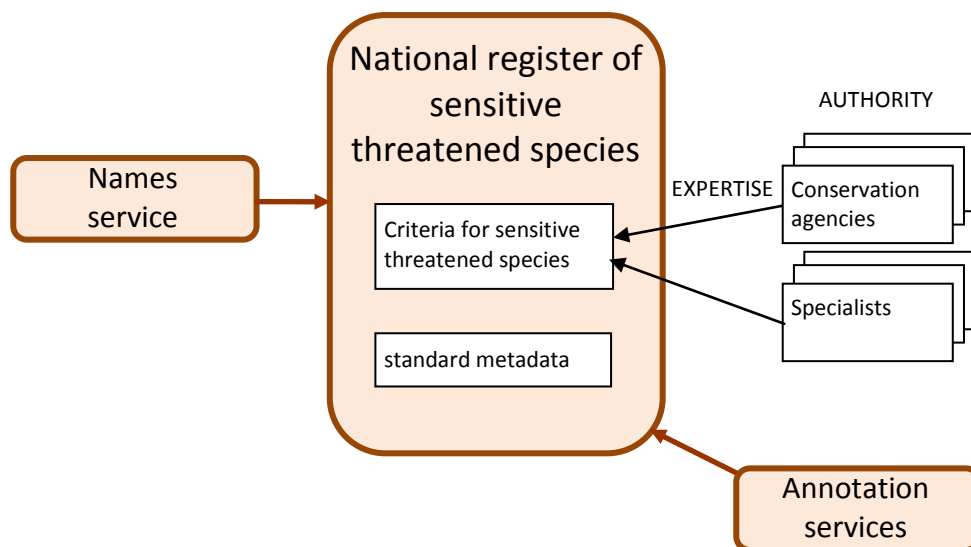 National register of
sensitive
threatened species
AUTHORITY
Names
service
EXPERTISE
Conservation
agencies
Criteria for sensitive
threatened species
Specialists
standard metadata
Annotation
services